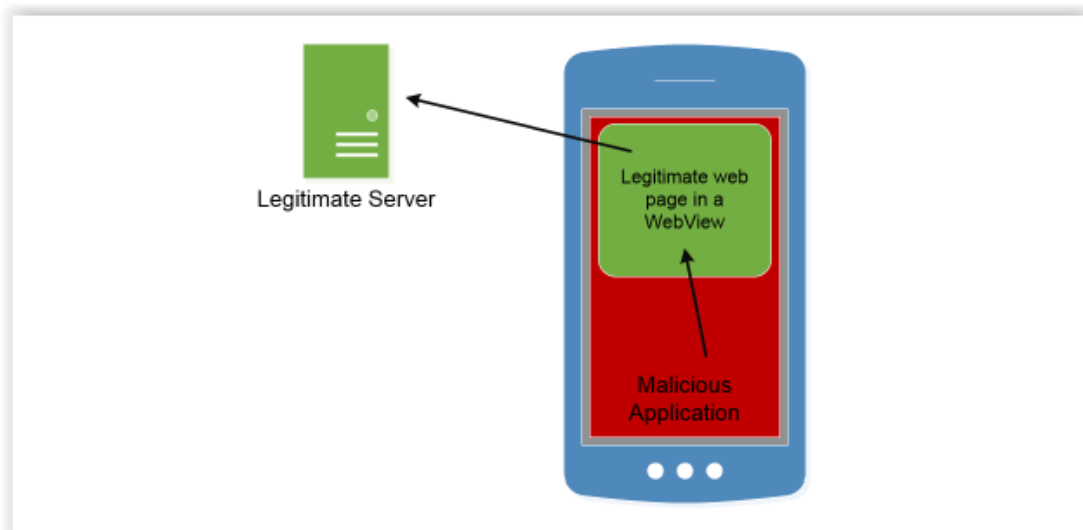 Legitimate Server
Legitimate web
page in a
WebView
Malicious
Application